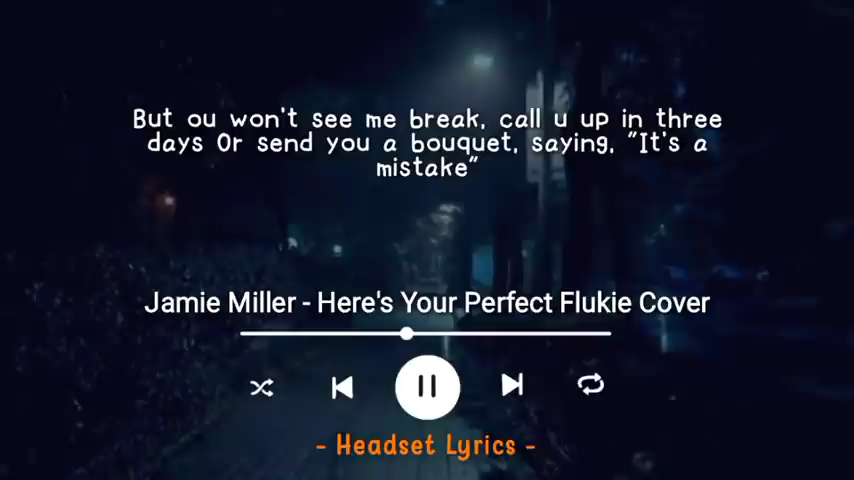 But ou won't see me break, call u up in three
days Or send you a bouquet, saying, "It's a
mistake"
Jamie Miller - Here's Your Perfect Flukie Cover
- Headset Lyrics -